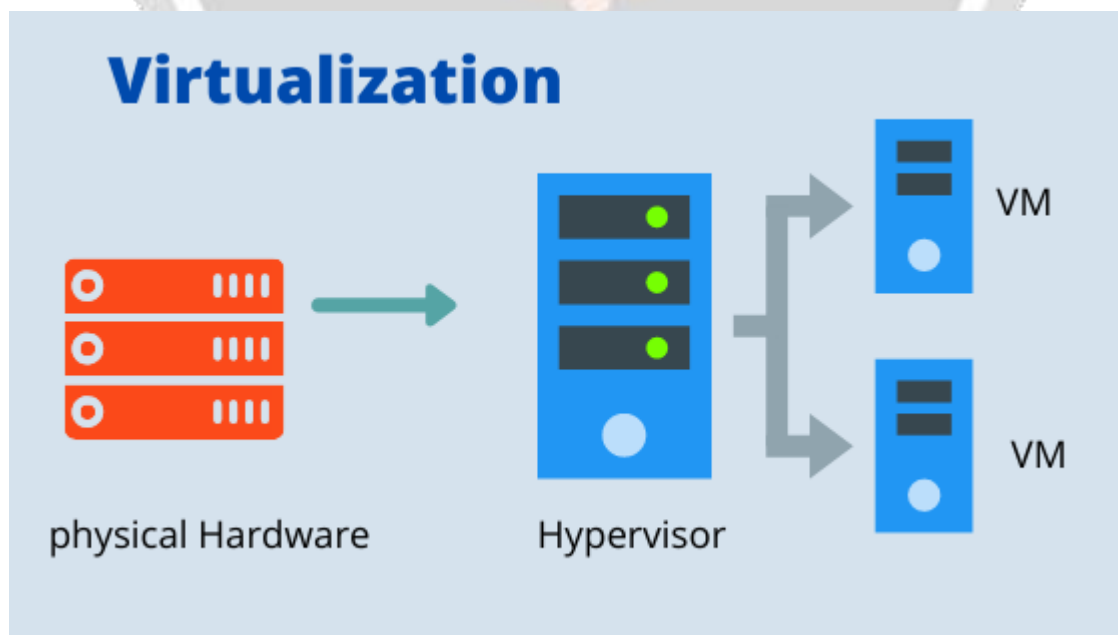 Virtualization
VM
VM
physical Hardware
Hypervisor